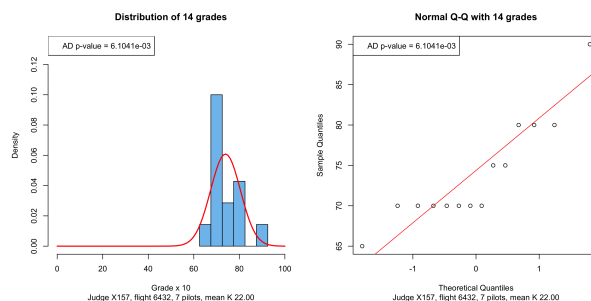 Distribution of 14 grades
AD p-value = 6.1041e-03
Density
0.00
0.02
0.04
0.06
0.08
0.10
0.12
0
20
40
60
80
100
Grade x 10
Judge X157, flight 6432, 7 pilots, mean K 22.00
Normal Q-Q with 14 grades
AD p-value = 6.1041e-03
Sample Quantiles
65
70
75
80
85
90
-1
0
1
Theoretical Quantiles
Judge X157, flight 6432, 7 pilots, mean K 22.00